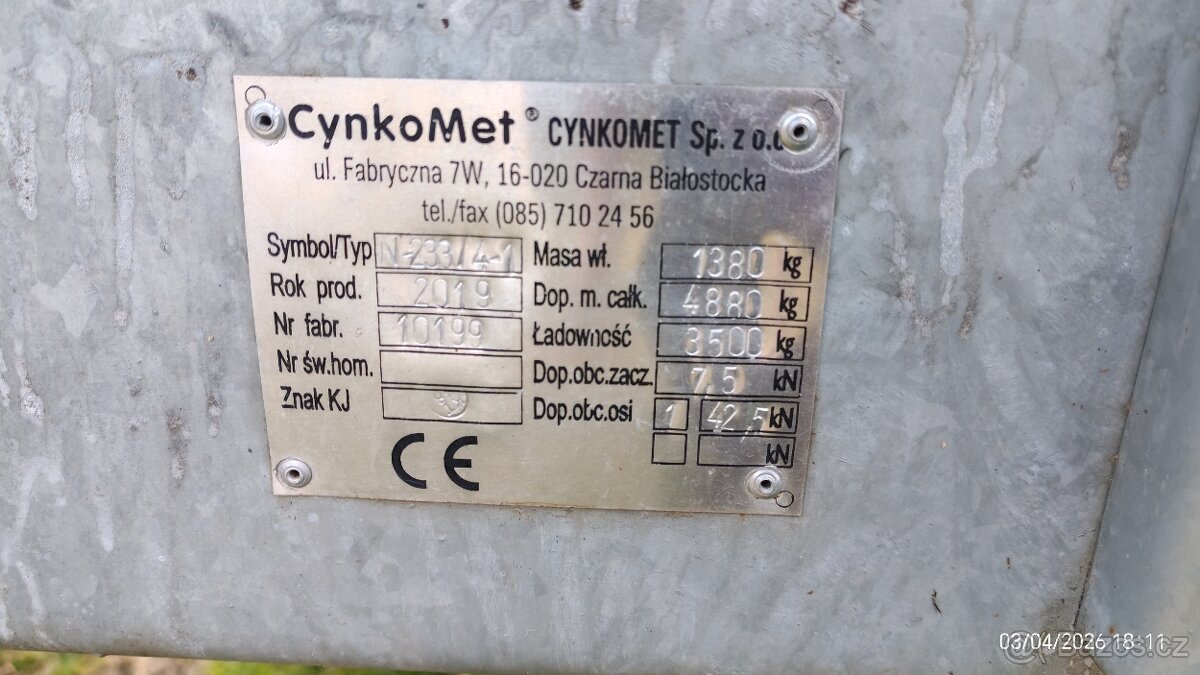 CynkoMet ® CYNKOMET Sp. z o.o
ul. Fabryczna 7W, 16-020 Czarna Białostocka
tel./fax (085) 710 24 56
Symbol/Typ N-233/4-1 Masa wł. 1380 kg
Rok prod. 2019 Dop. m. całk. 4880 kg
Nr fabr. 10199 Ładowność 3500 kg
Nr św.hom. Dop.obc.zacz. 7,5 kN
Znak KJ Dop.obc.osi 1 42,5 kN
kN
CE
03/04/2026 18:11
Bazos.cz